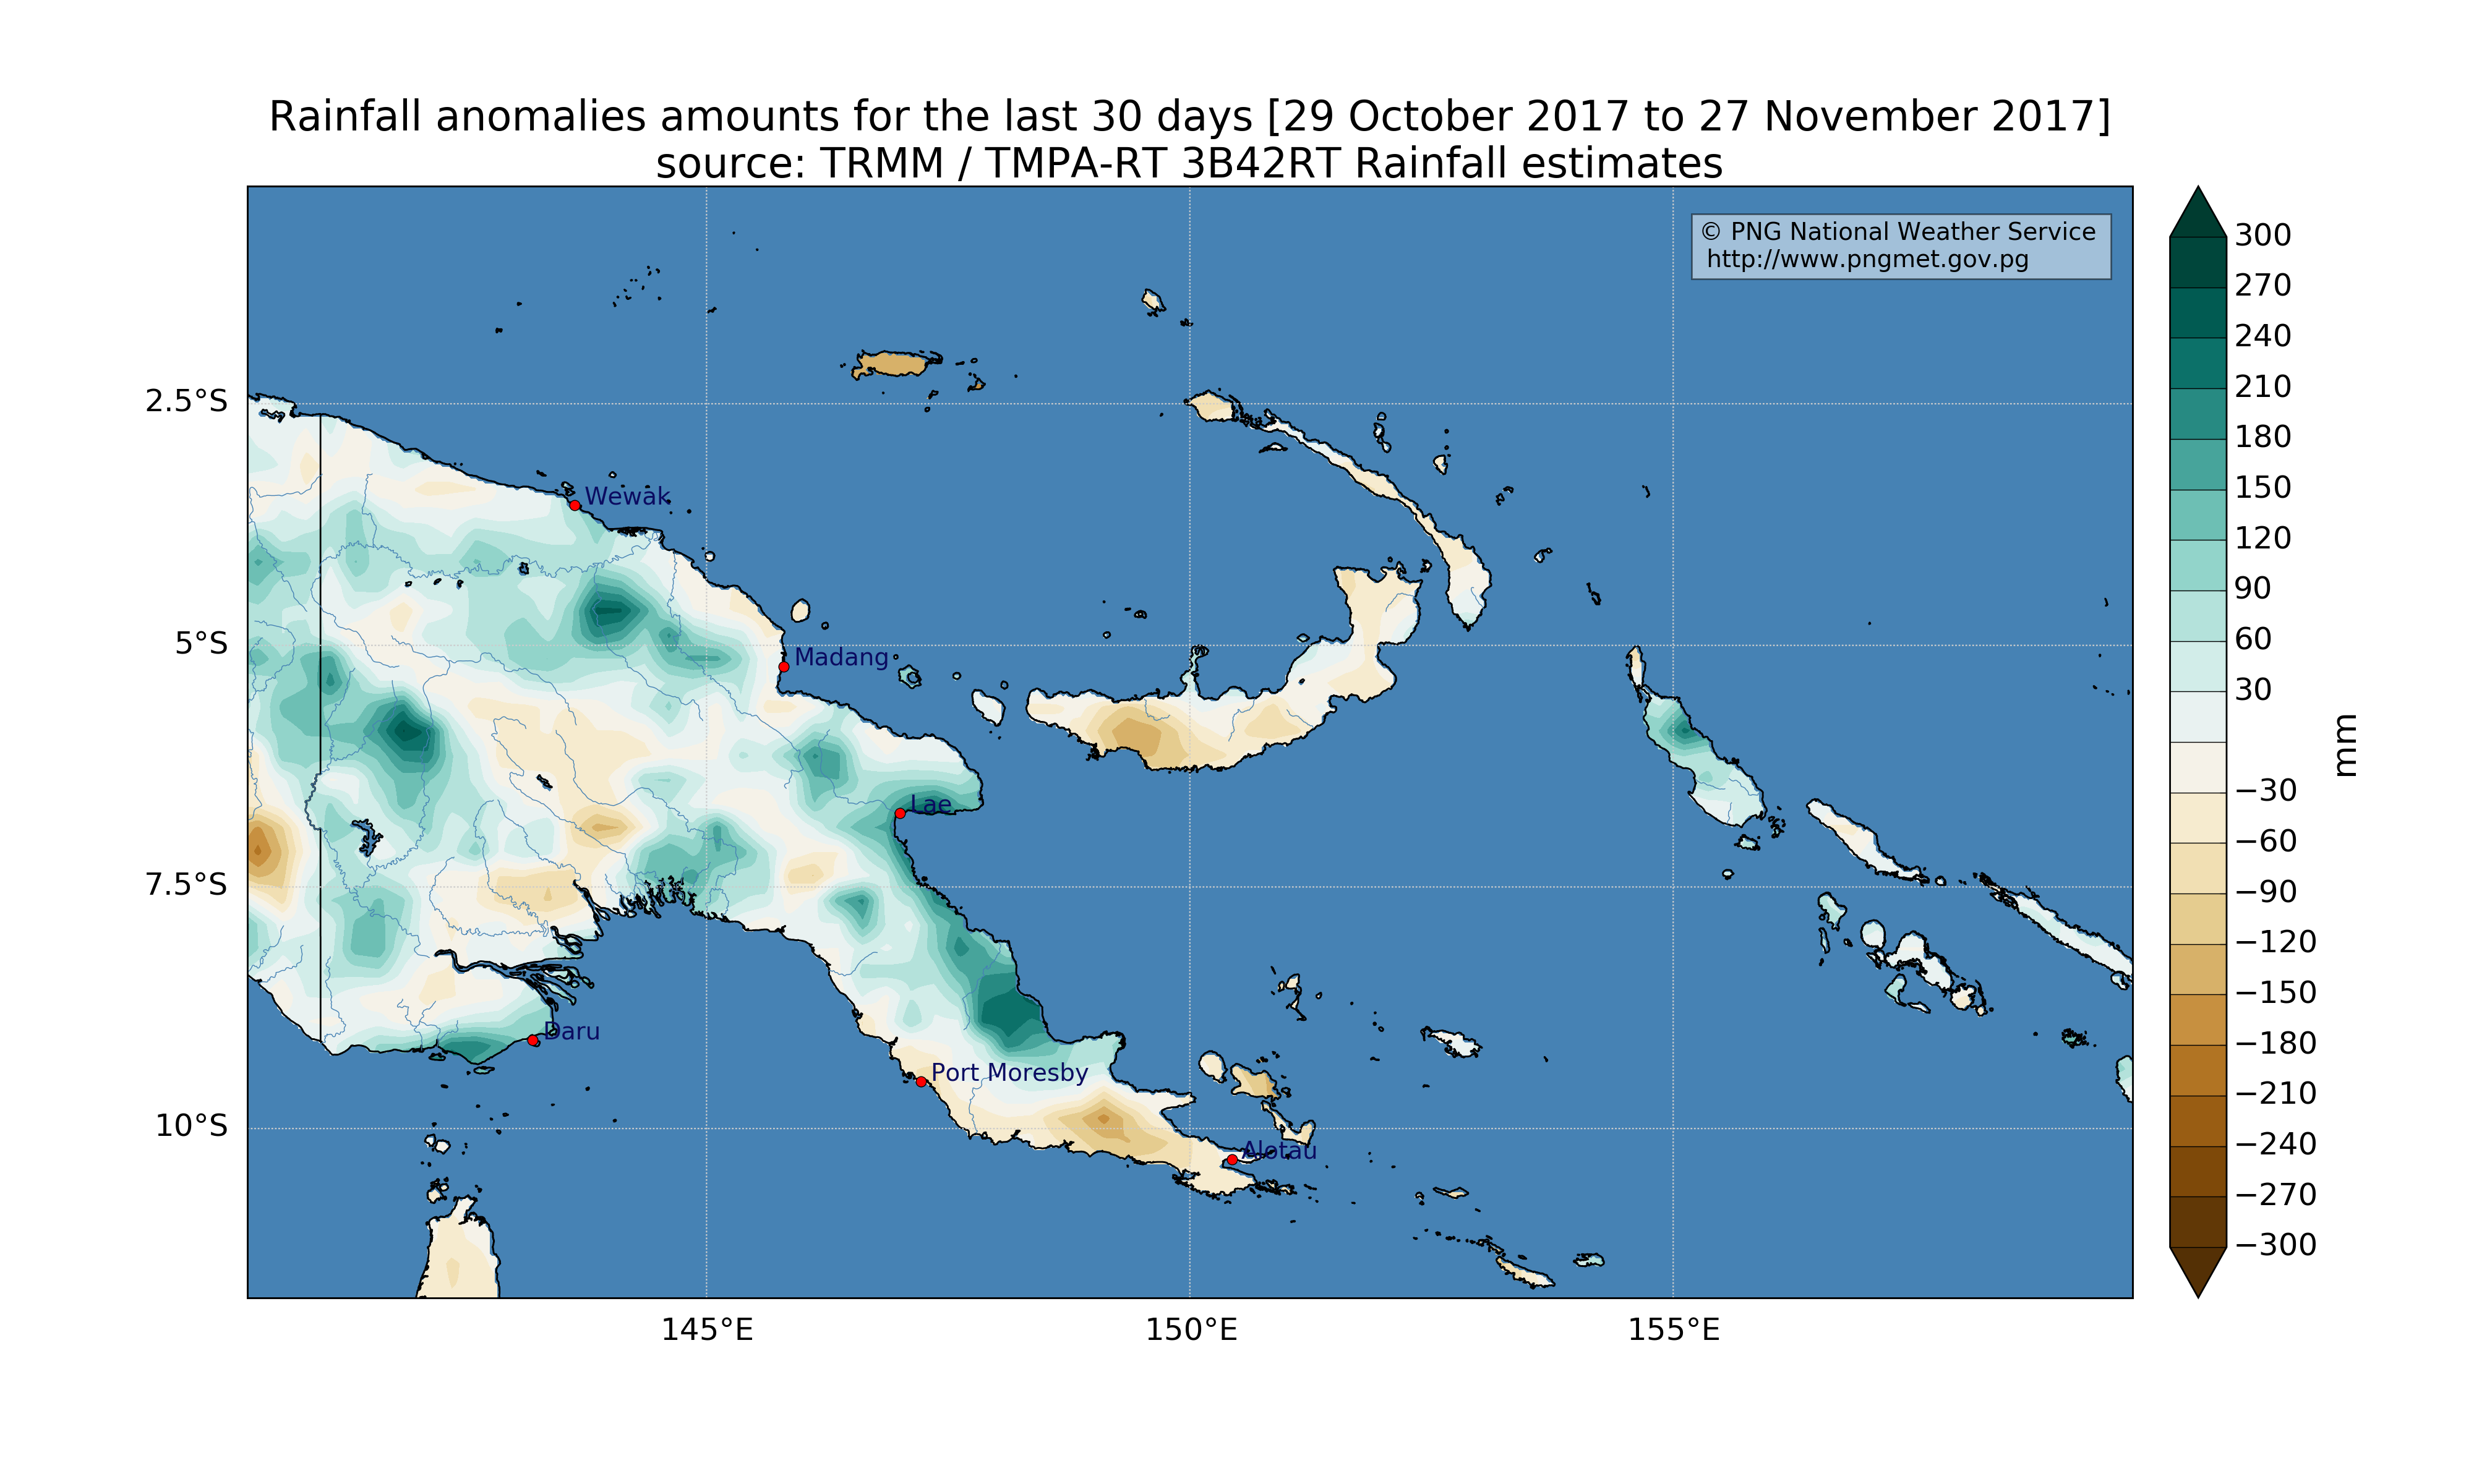 Rainfall anomalies amounts for the last 30 days [29 October 2017 to 27 November 2017]
source: TRMM / TMPA-RT 3B42RT Rainfall estimates
© PNG National Weather Service
http://www.pngmet.gov.pg
2.5°S
5°S
7.5°S
10°S
Wewak
Madang
Lae
Daru
Port Moresby
Alotau
145°E
150°E
155°E
300
270
240
210
180
150
120
90
60
30
−30
−60
−90
−120
−150
−180
−210
−240
−270
−300
mm